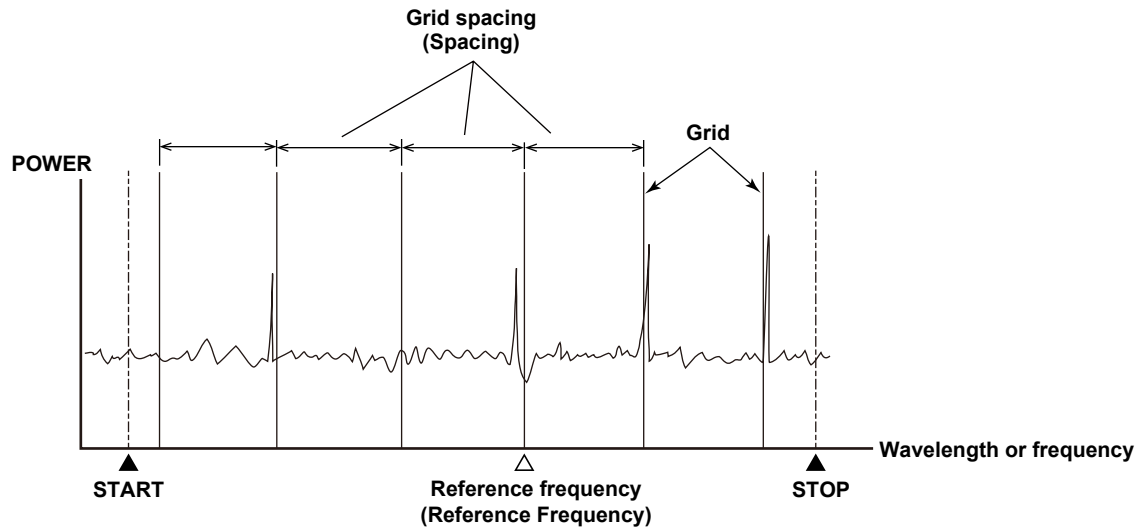 Grid spacing
(Spacing)
Grid
POWER
Wavelength or frequency
START
Reference frequency
(Reference Frequency)
STOP